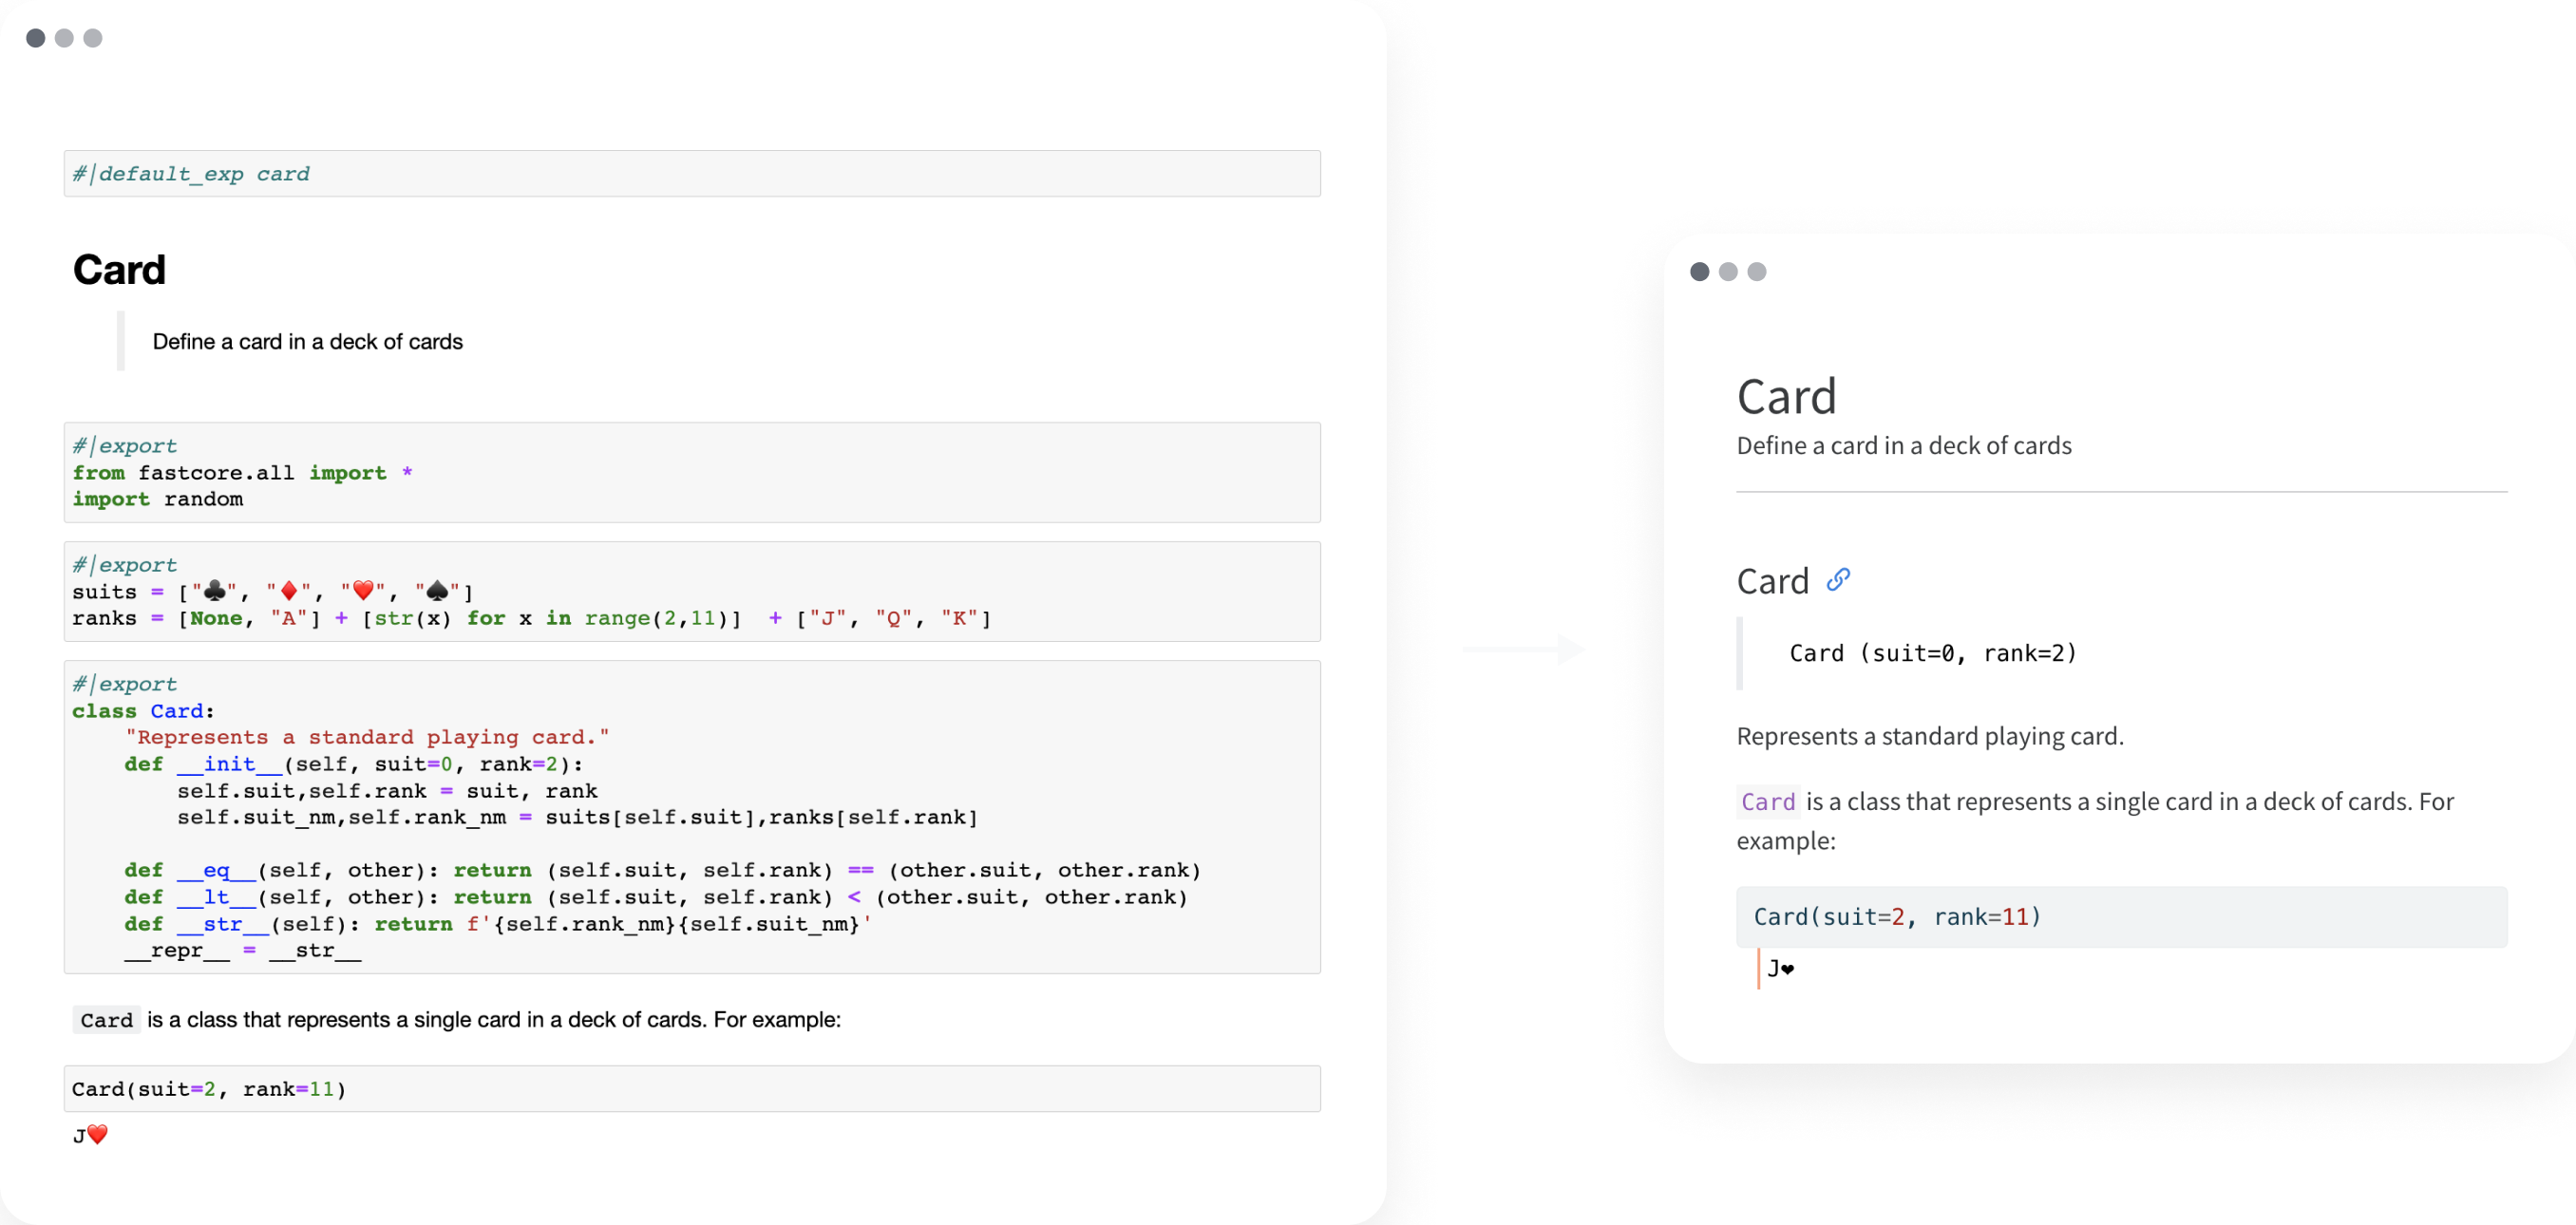 #|default_exp card
Card
Define a card in a deck of cards
#|export
from fastcore.all import *
import random
#|export
suits = ["♣️", "♦️", "❤️", "♠️"]
ranks = [None, "A"] + [str(x) for x in range(2,11)]  + ["J", "Q", "K"]
#|export
class Card:
    "Represents a standard playing card."
    def __init__(self, suit=0, rank=2):
        self.suit,self.rank = suit, rank
        self.suit_nm,self.rank_nm = suits[self.suit],ranks[self.rank]
    def __eq__(self, other): return (self.suit, self.rank) == (other.suit, other.rank)
    def __lt__(self, other): return (self.suit, self.rank) < (other.suit, other.rank)
    def __str__(self): return f'{self.rank_nm}{self.suit_nm}'
    __repr__ = __str__
Card is a class that represents a single card in a deck of cards. For example:
Card(suit=2, rank=11)
J❤️
Card
Define a card in a deck of cards
Card
Card (suit=0, rank=2)
Represents a standard playing card.
Card is a class that represents a single card in a deck of cards. For
example:
Card(suit=2, rank=11)
J❤